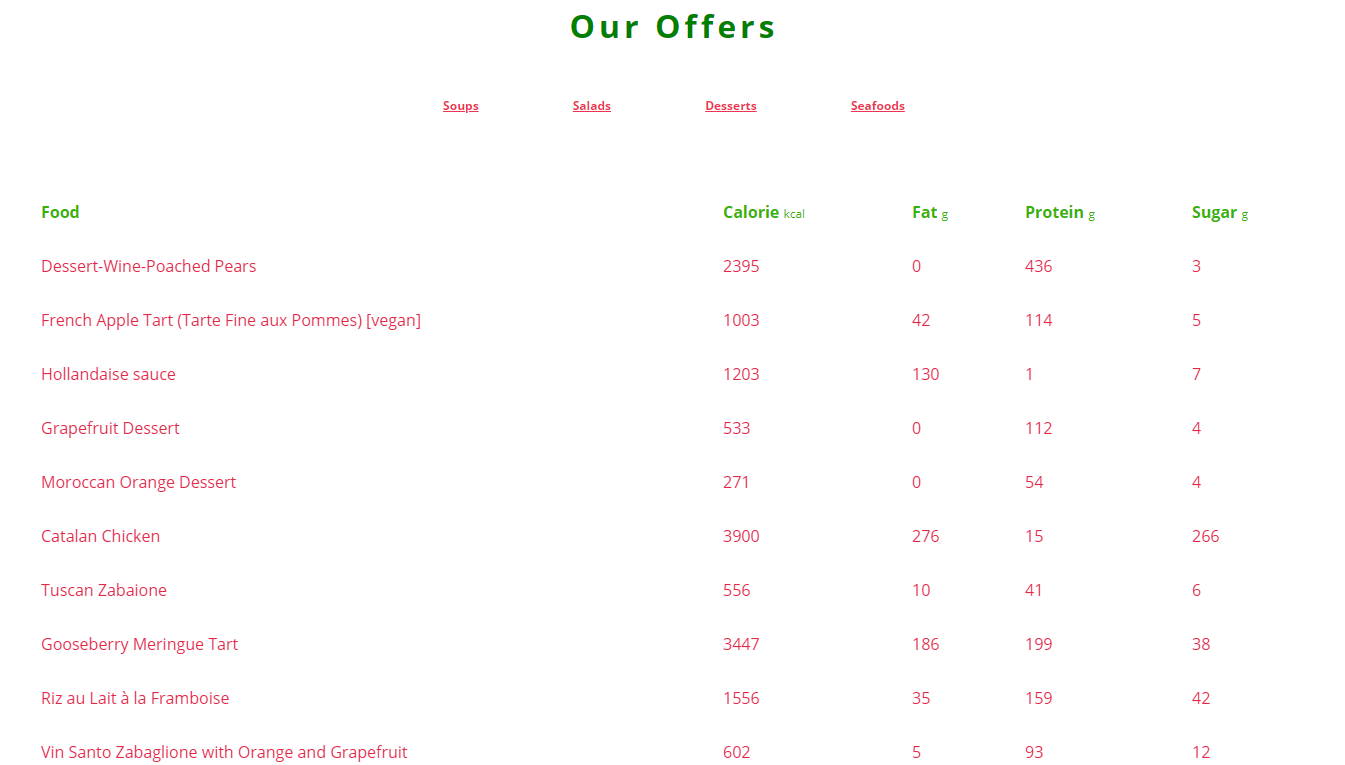 Our Offers
Soups Salads Desserts Seafoods
Food Calorie kcal Fat g Protein g Sugar g
Dessert-Wine-Poached Pears 2395 0 436 3
French Apple Tart (Tarte Fine aux Pommes) [vegan] 1003 42 114 5
Hollandaise sauce 1203 130 1 7
Grapefruit Dessert 533 0 112 4
Moroccan Orange Dessert 271 0 54 4
Catalan Chicken 3900 276 15 266
Tuscan Zabaione 556 10 41 6
Gooseberry Meringue Tart 3447 186 199 38
Riz au Lait à la Framboise 1556 35 159 42
Vin Santo Zabaglione with Orange and Grapefruit 602 5 93 12